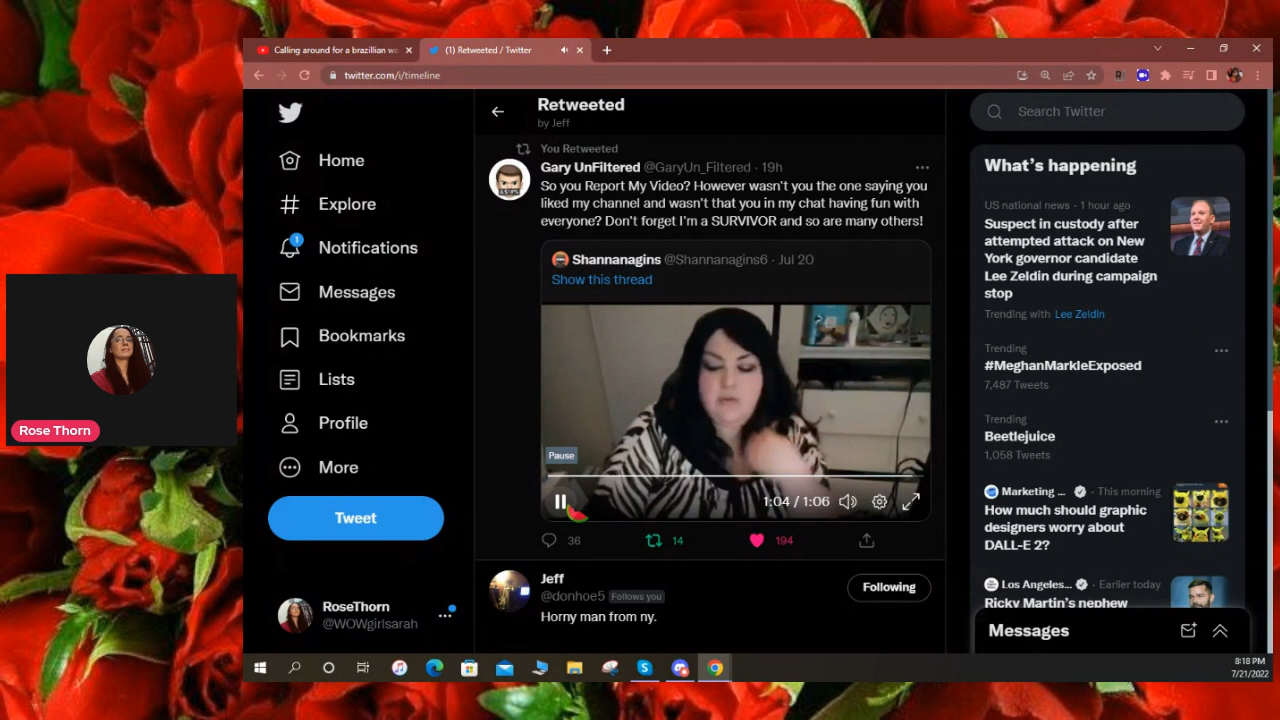 Calling around for a brazillian wa
(1) Retweeted / Twitter
twitter.com/i/timeline
Home
Explore
1
Notifications
Messages
Bookmarks
Lists
Profile
More
Tweet
RoseThorn
@WOWgirlsarah
Rose Thorn
Retweeted
by Jeff
You Retweeted
Gary UnFiltered @GaryUn_Filtered · 19h
So you Report My Video? However wasn't you the one saying you
liked my channel and wasn't that you in my chat having fun with
everyone? Don't forget I'm a SURVIVOR and so are many others!
Shannanagins @Shannanagins6 · Jul 20
Show this thread
Pause
1:04 / 1:06
36
14
194
Jeff
@donhoe5 Follows you
Following
Horny man from ny.
Search Twitter
What's happening
US national news · 1 hour ago
Suspect in custody after
attempted attack on New
York governor candidate
Lee Zeldin during campaign
stop
Trending with Lee Zeldin
Trending
#MeghanMarkleExposed
7,487 Tweets
Trending
Beetlejuice
1,058 Tweets
Marketing ... · This morning
How much should graphic
designers worry about
DALL-E 2?
Los Angeles... · Earlier today
Ricky Martin's nephew
Messages
8:18 PM
7/21/2022